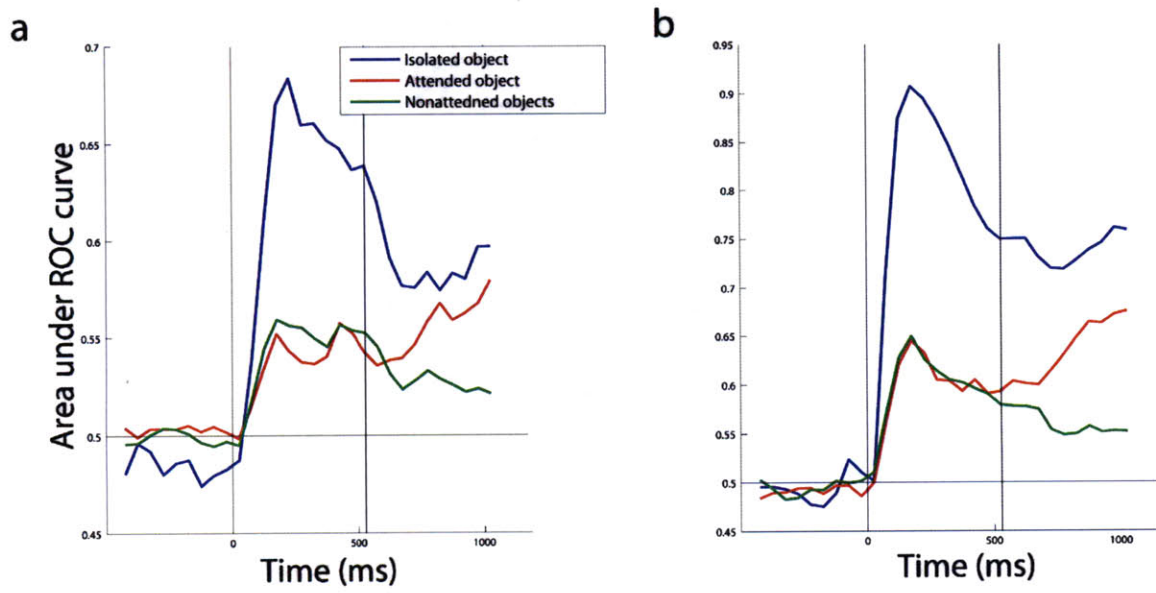 a
0.7
0.65
0.6
0.55
0.5
0.45
0
500
1000
Time (ms)
Area under ROC curve
Isolated object
Attended object
Nonattedned objects
b
0.95
0.9
0.85
0.8
0.75
0.7
0.65
0.6
0.55
0.5
0.45
0
500
1000
Time (ms)